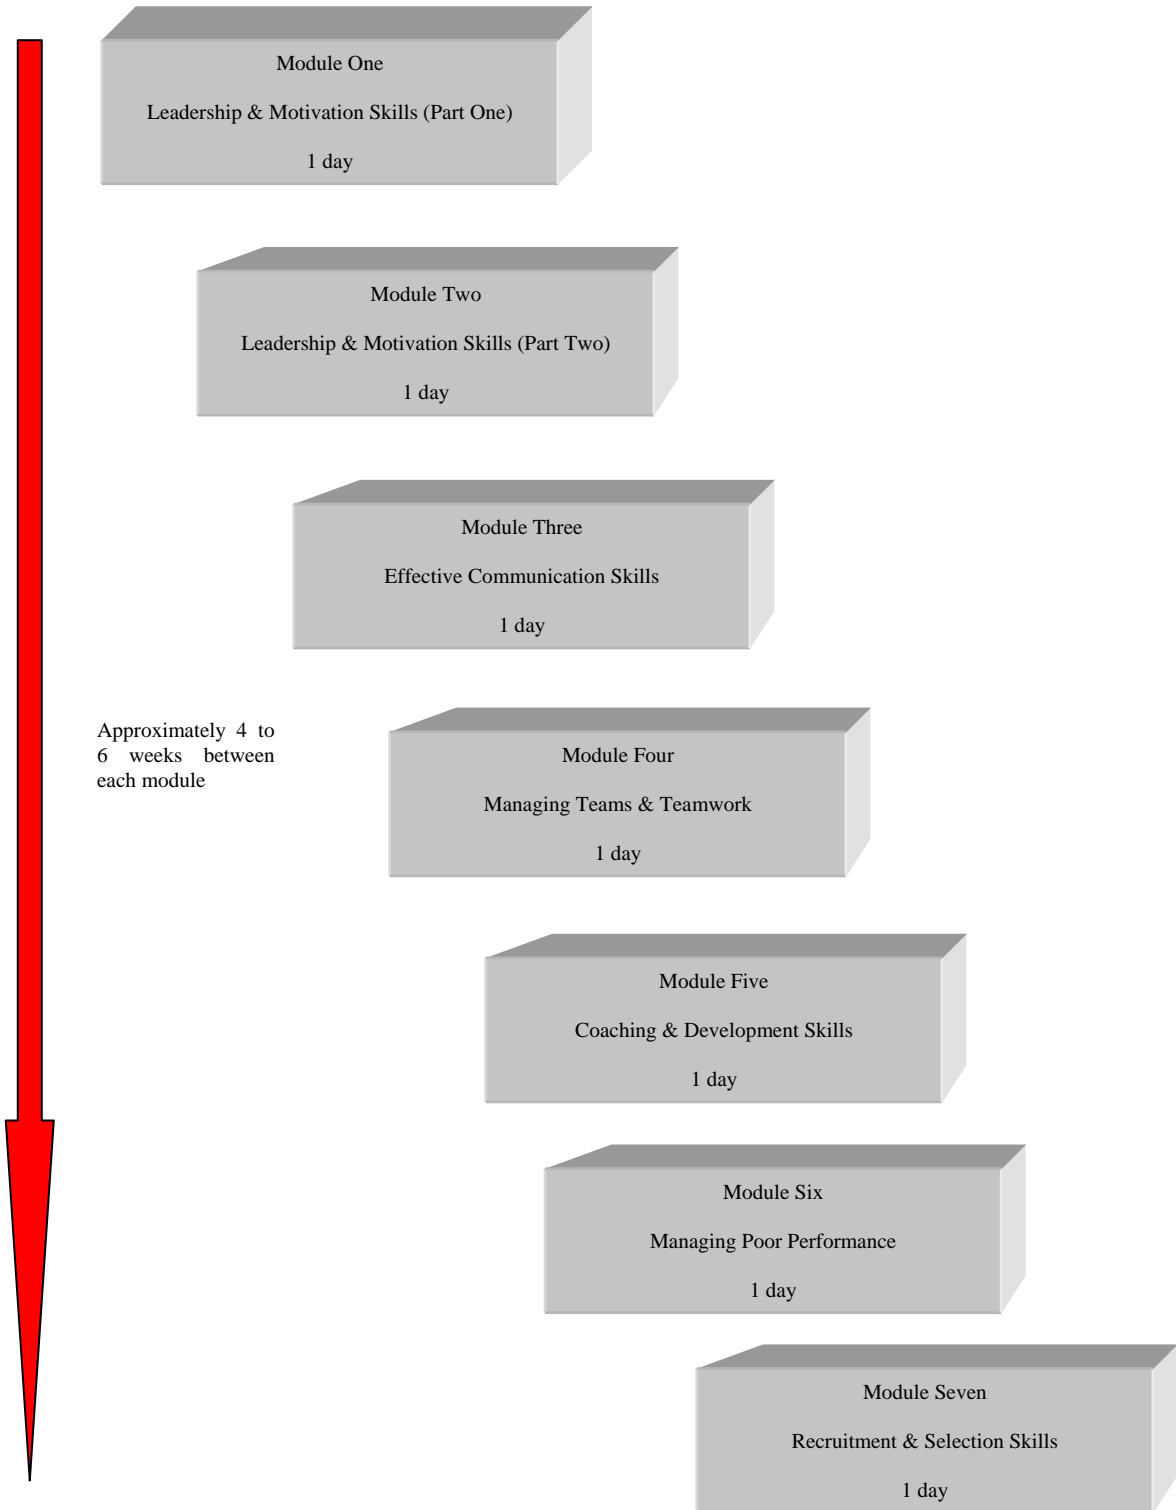 Module One
Leadership & Motivation Skills (Part One)
1 day
Module Two
Leadership & Motivation Skills (Part Two)
1 day
Module Three
Effective Communication Skills
1 day
Approximately 4 to
6 weeks between
each module
Module Four
Managing Teams & Teamwork
1 day
Module Five
Coaching & Development Skills
1 day
Module Six
Managing Poor Performance
1 day
Module Seven
Recruitment & Selection Skills
1 day